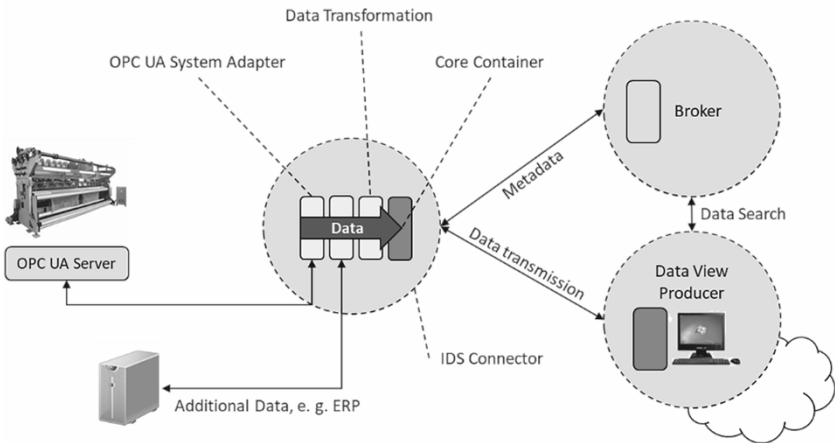 Data Transformation
OPC UA System Adapter
Core Container
Broker
Metadata
Data
Data Search
Data transmission
OPC UA Server
Data View
Producer
IDS Connector
Additional Data, e. g. ERP